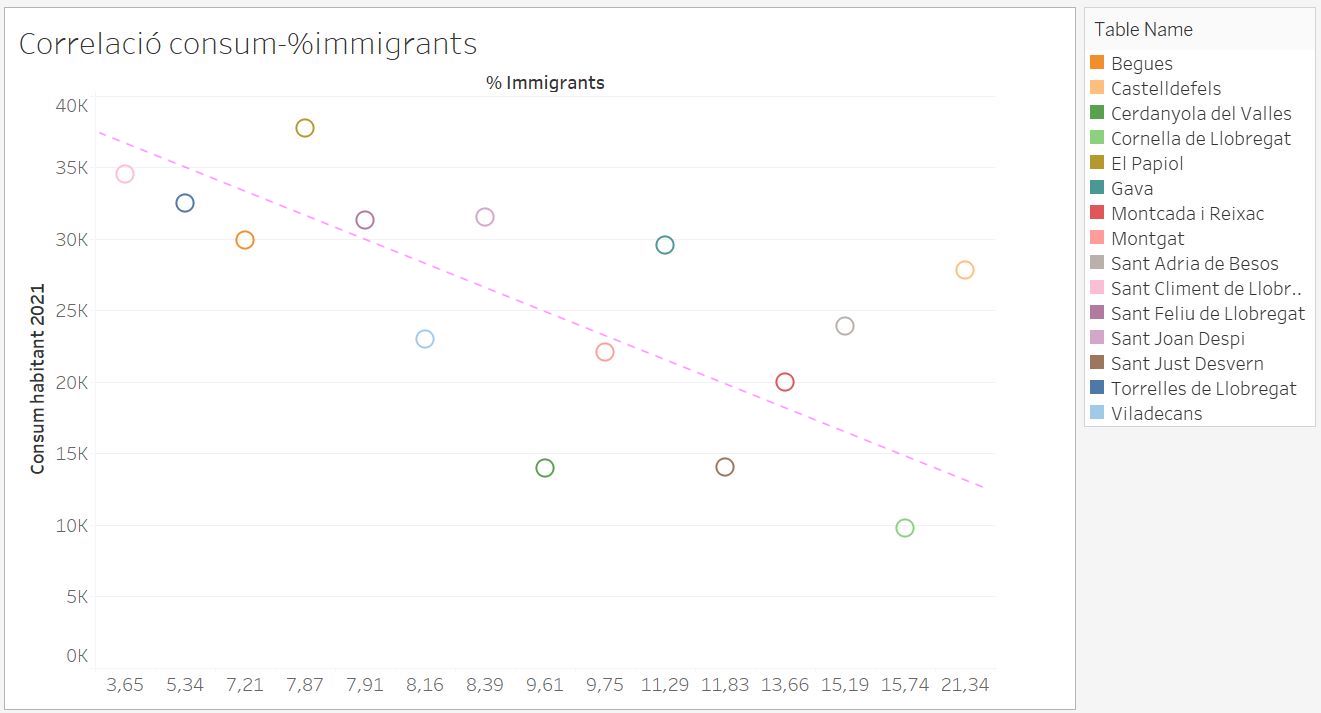 Correlació consum-%immigrants
% Immigrants
Consum habitant 2021
40K
35K
30K
25K
20K
15K
10K
5K
0K
3,65 5,34 7,21 7,87 7,91 8,16 8,39 9,61 9,75 11,29 11,83 13,66 15,19 15,74 21,34
Table Name
Begues
Castelldefels
Cerdanyola del Valles
Cornella de Llobregat
El Papiol
Gava
Montcada i Reixac
Montgat
Sant Adria de Besos
Sant Climent de Llobr..
Sant Feliu de Llobregat
Sant Joan Despi
Sant Just Desvern
Torrelles de Llobregat
Viladecans